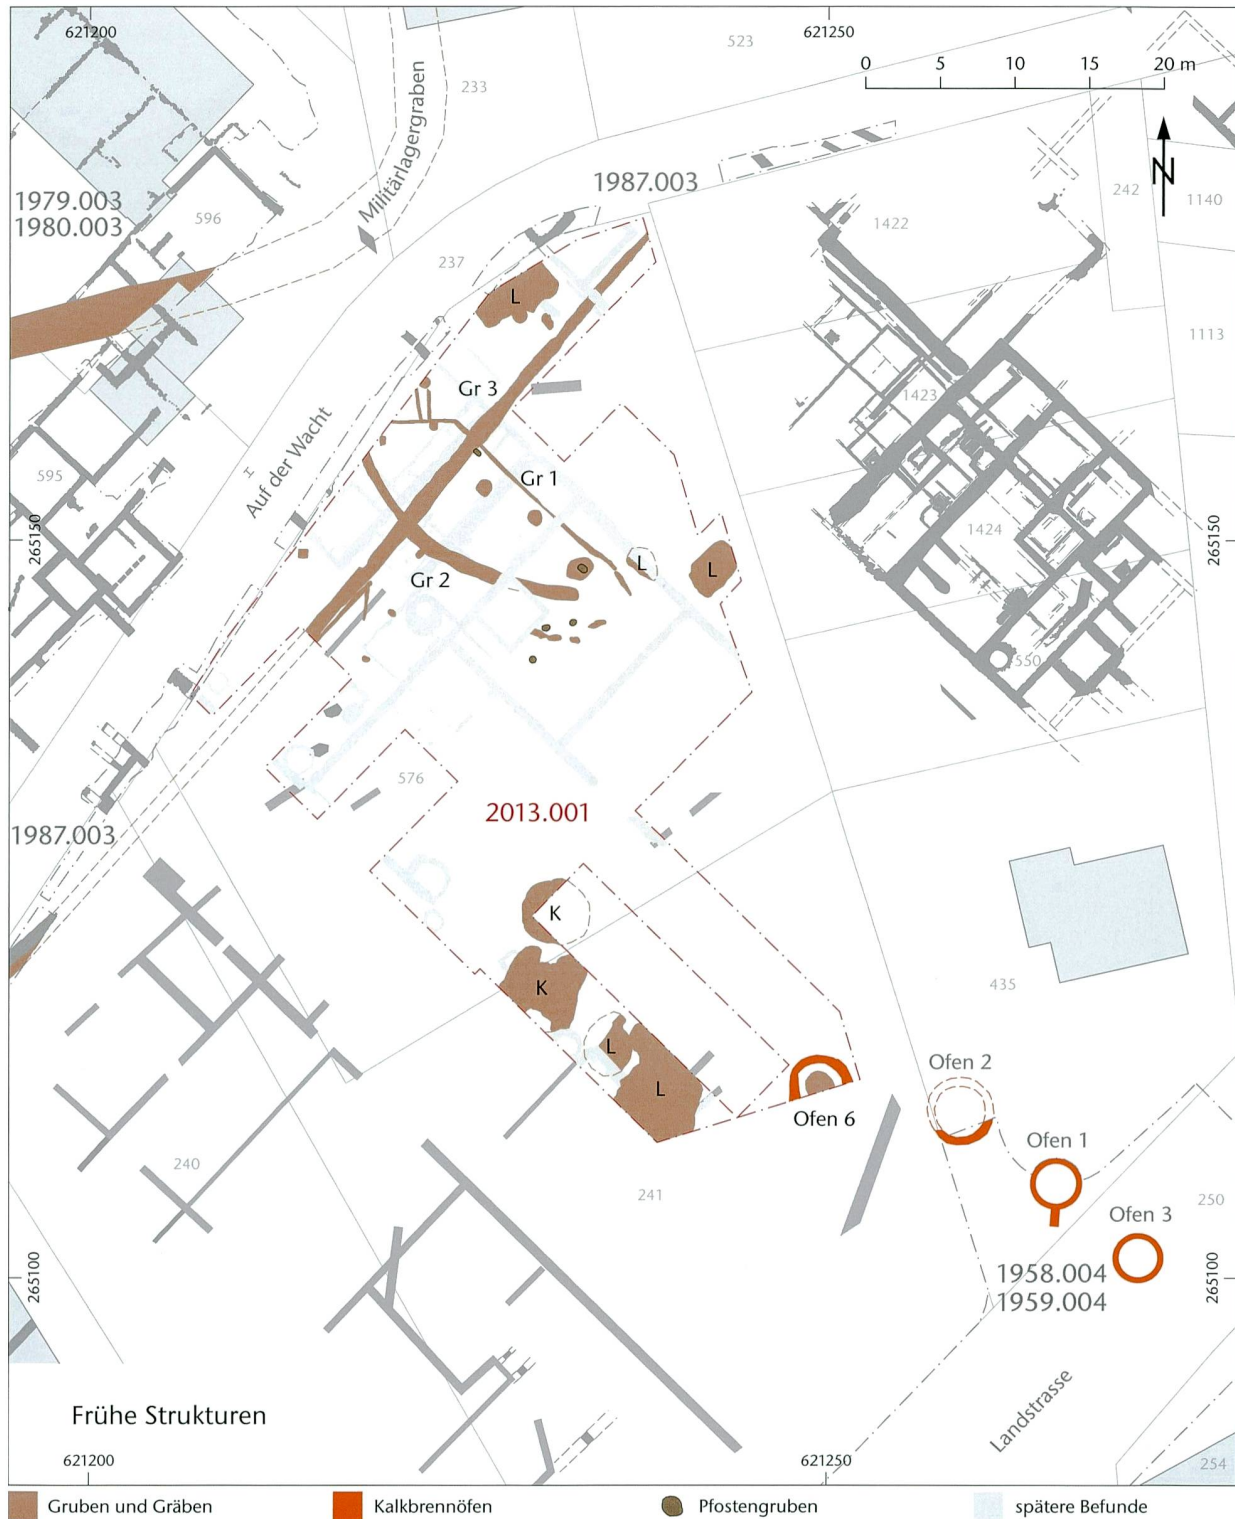 621200
621250
523
233
0 5 10 15 20 m
Militärlagergraben
N
1987.003
242
1140
1979.003
1980.003
596
1422
237
L
1113
Gr 3
1423
Auf der Wacht
595
Gr 1
1424
265150
265150
L
L
Gr 2
550
576
2013.001
1987.003
K
K
435
L
L
Ofen 2
Ofen 6
Ofen 1
240
241
250
Ofen 3
1958.004
1959.004
265100
265100
Landstrasse
Frühe Strukturen
621200
621250
254
Gruben und Gräben
Kalkbrennöfen
Pfostengruben
spätere Befunde